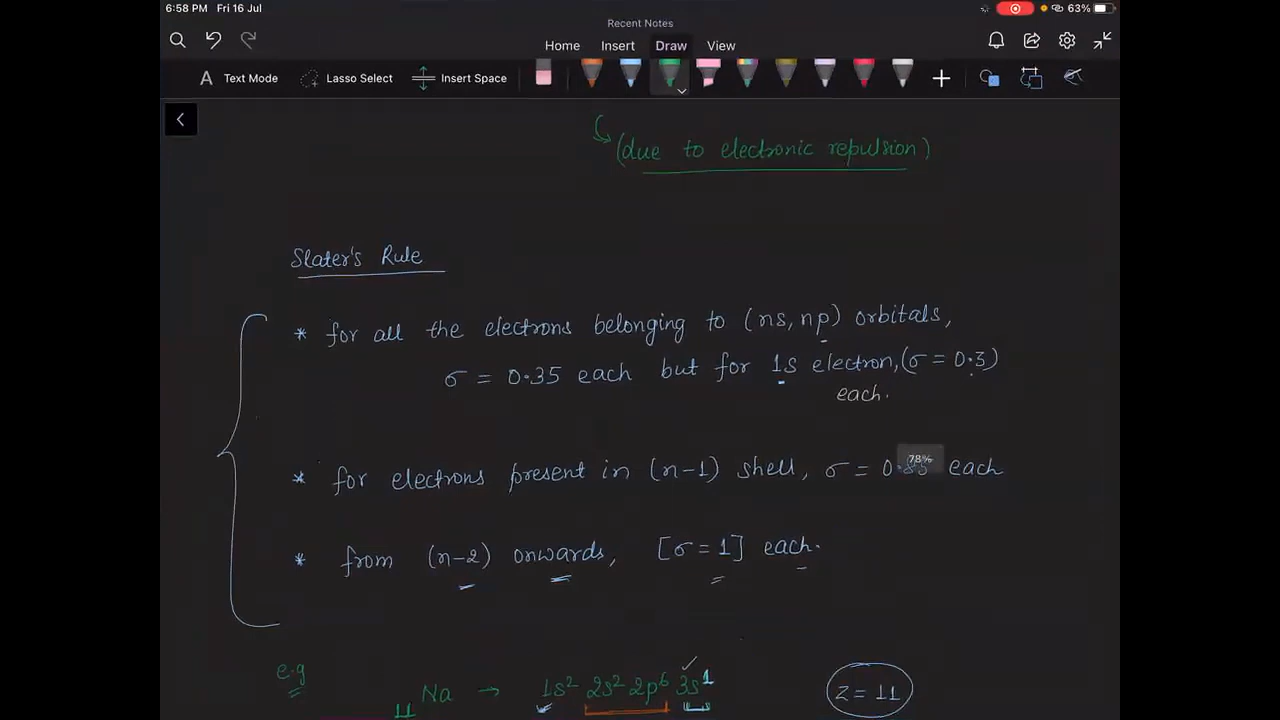 6:58 PM Fri 16 Jul
63%
Recent Notes
Home Insert Draw View
Text Mode Lasso Select Insert Space
(due to electronic repulsion)
Slater's Rule
* for all the electrons belonging to (ns, np) orbitals,
σ = 0.35 each but for 1s electron, (σ = 0.3)
each.
78%
* for electrons present in (n-1) shell, σ = 0.85 each
* from (n-2) onwards, [σ = 1] each.
e.g
₁₁Na → 1s² 2s² 2p⁶ 3s¹ z = 11